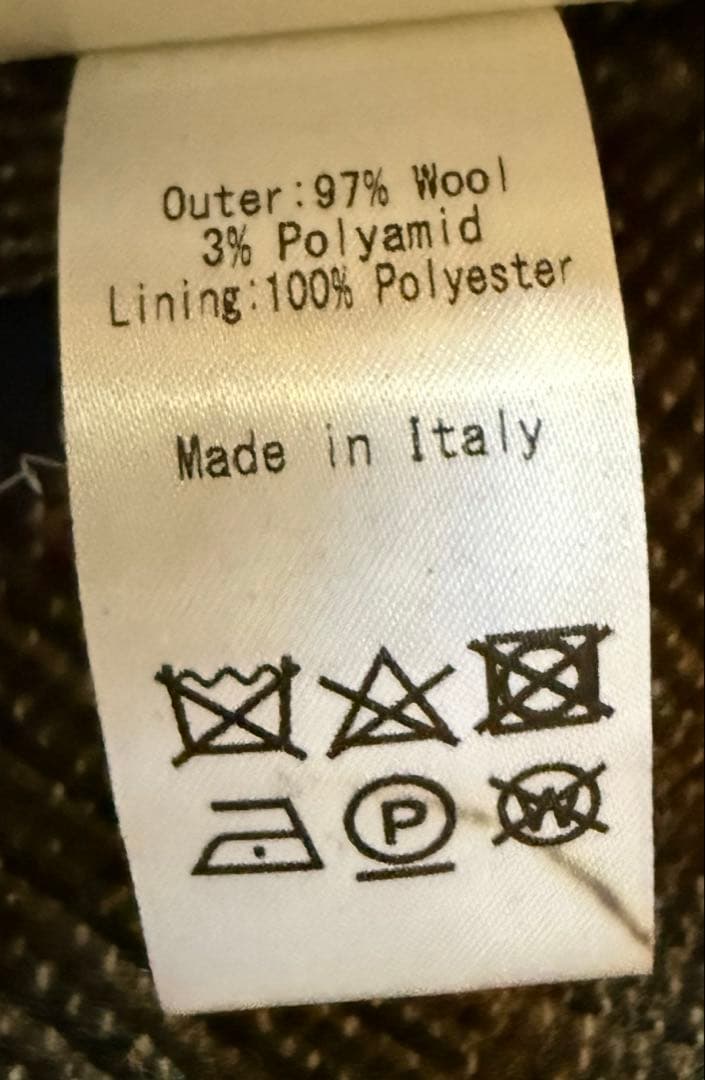 Outer:97% Wool
3% Polyamid
Lining:100% Polyester
Made in Italy
P W